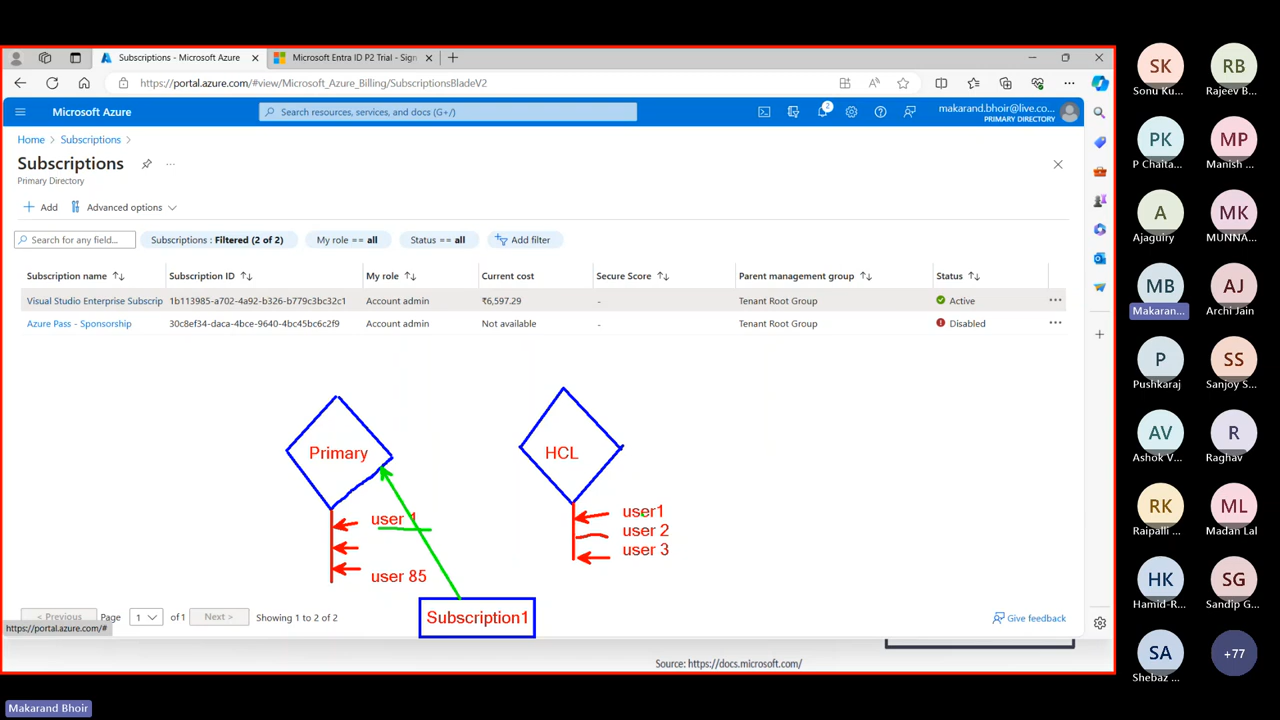 Subscriptions - Microsoft Azure
Microsoft Entra ID P2 Trial - Sign
https://portal.azure.com/#view/Microsoft_Azure_Billing/SubscriptionsBladeV2
Microsoft Azure
Search resources, services, and docs (G+/)
2
makarand.bhoir@live.co...
PRIMARY DIRECTORY
Home > Subscriptions >
Subscriptions
...
Primary Directory
+ Add
Advanced options
Search for any field...
Subscriptions : Filtered (2 of 2)
My role == all
Status == all
Add filter
Subscription name Subscription ID My role Current cost Secure Score Parent management group Status
Visual Studio Enterprise Subscrip 1b113985-a702-4a92-b326-b779c3bc32c1 Account admin ₹6,597.29 - Tenant Root Group Active ...
Azure Pass - Sponsorship 30c8ef34-daca-4bce-9640-4bc45bc6c2f9 Account admin Not available - Tenant Root Group Disabled ...
Primary
HCL
user 1
user 85
user1
user 2
user 3
Subscription1
< Previous Page 1 of 1 Next > Showing 1 to 2 of 2
Give feedback
https://portal.azure.com/#
Source: https://docs.microsoft.com/
Makarand Bhoir
SK
Sonu Ku...
RB
Rajeev B...
PK
P Chaita...
MP
Manish ...
A
Ajaguiry
MK
MUNNA...
MB
Makaran...
AJ
Archi Jain
P
Pushkaraj
SS
Sanjoy S...
AV
Ashok V...
R
Raghav
RK
Raipalli ...
ML
Madan Lal
HK
Hamid-R...
SG
Sandip G...
SA
Shebaz ...
+77